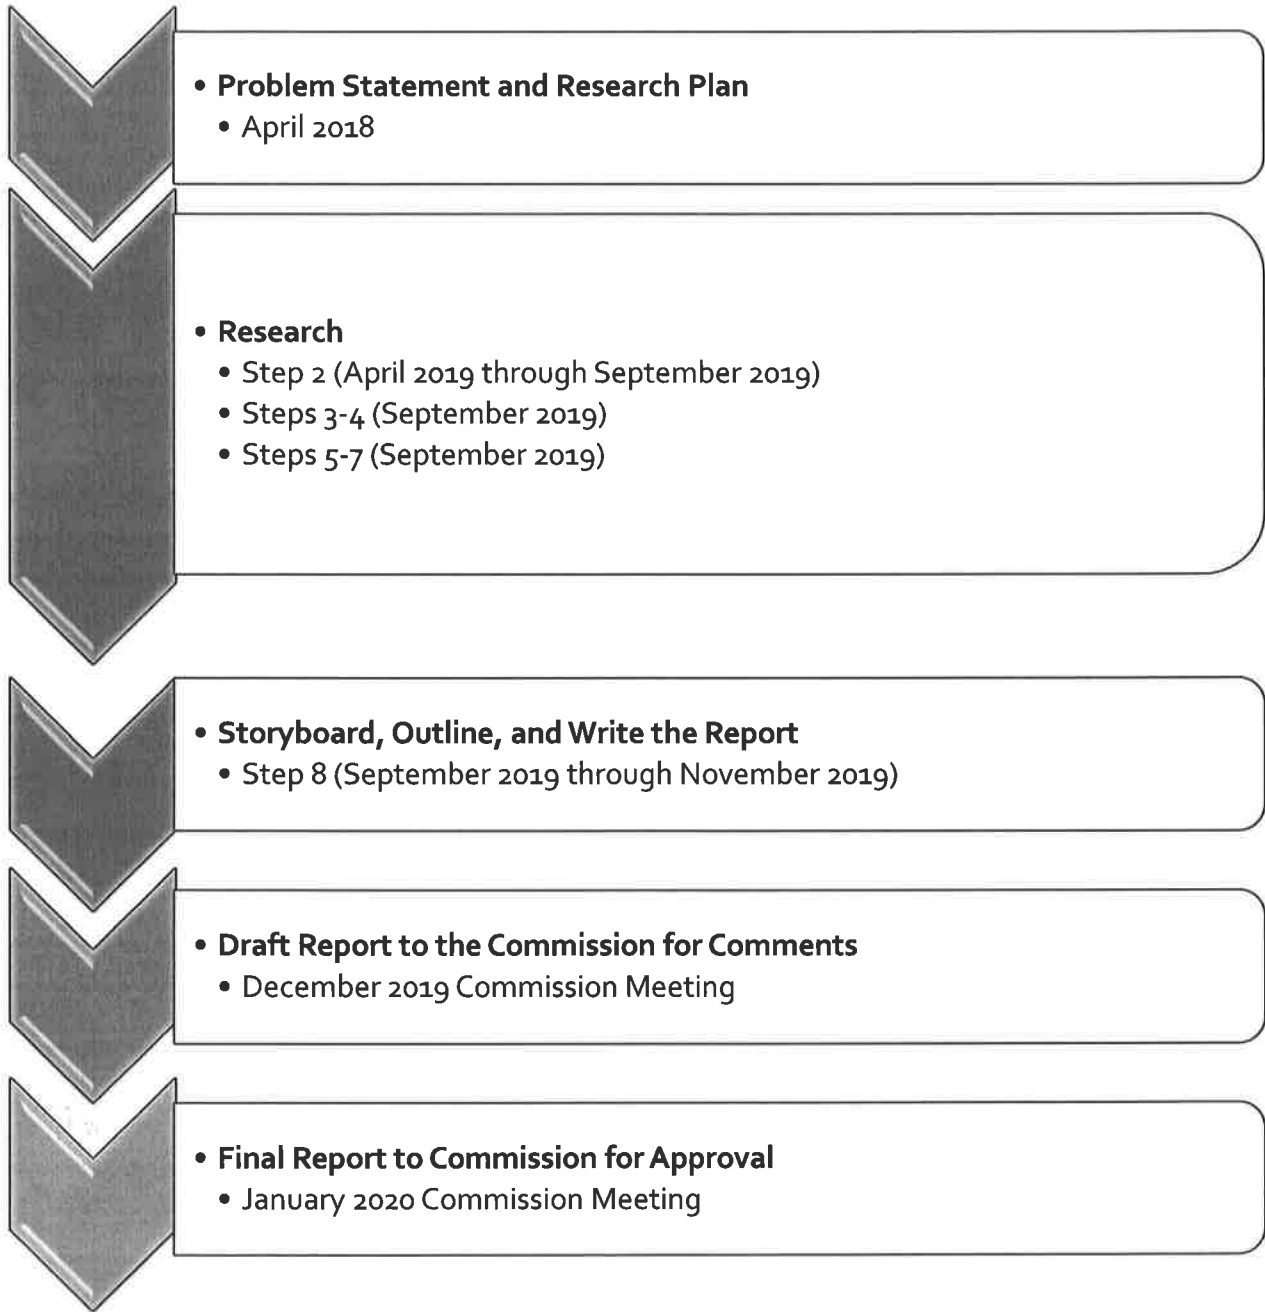 • Problem Statement and Research Plan
• April 2018
• Research
• Step 2 (April 2019 through September 2019)
• Steps 3-4 (September 2019)
• Steps 5-7 (September 2019)
• Storyboard, Outline, and Write the Report
• Step 8 (September 2019 through November 2019)
• Draft Report to the Commission for Comments
• December 2019 Commission Meeting
• Final Report to Commission for Approval
• January 2020 Commission Meeting